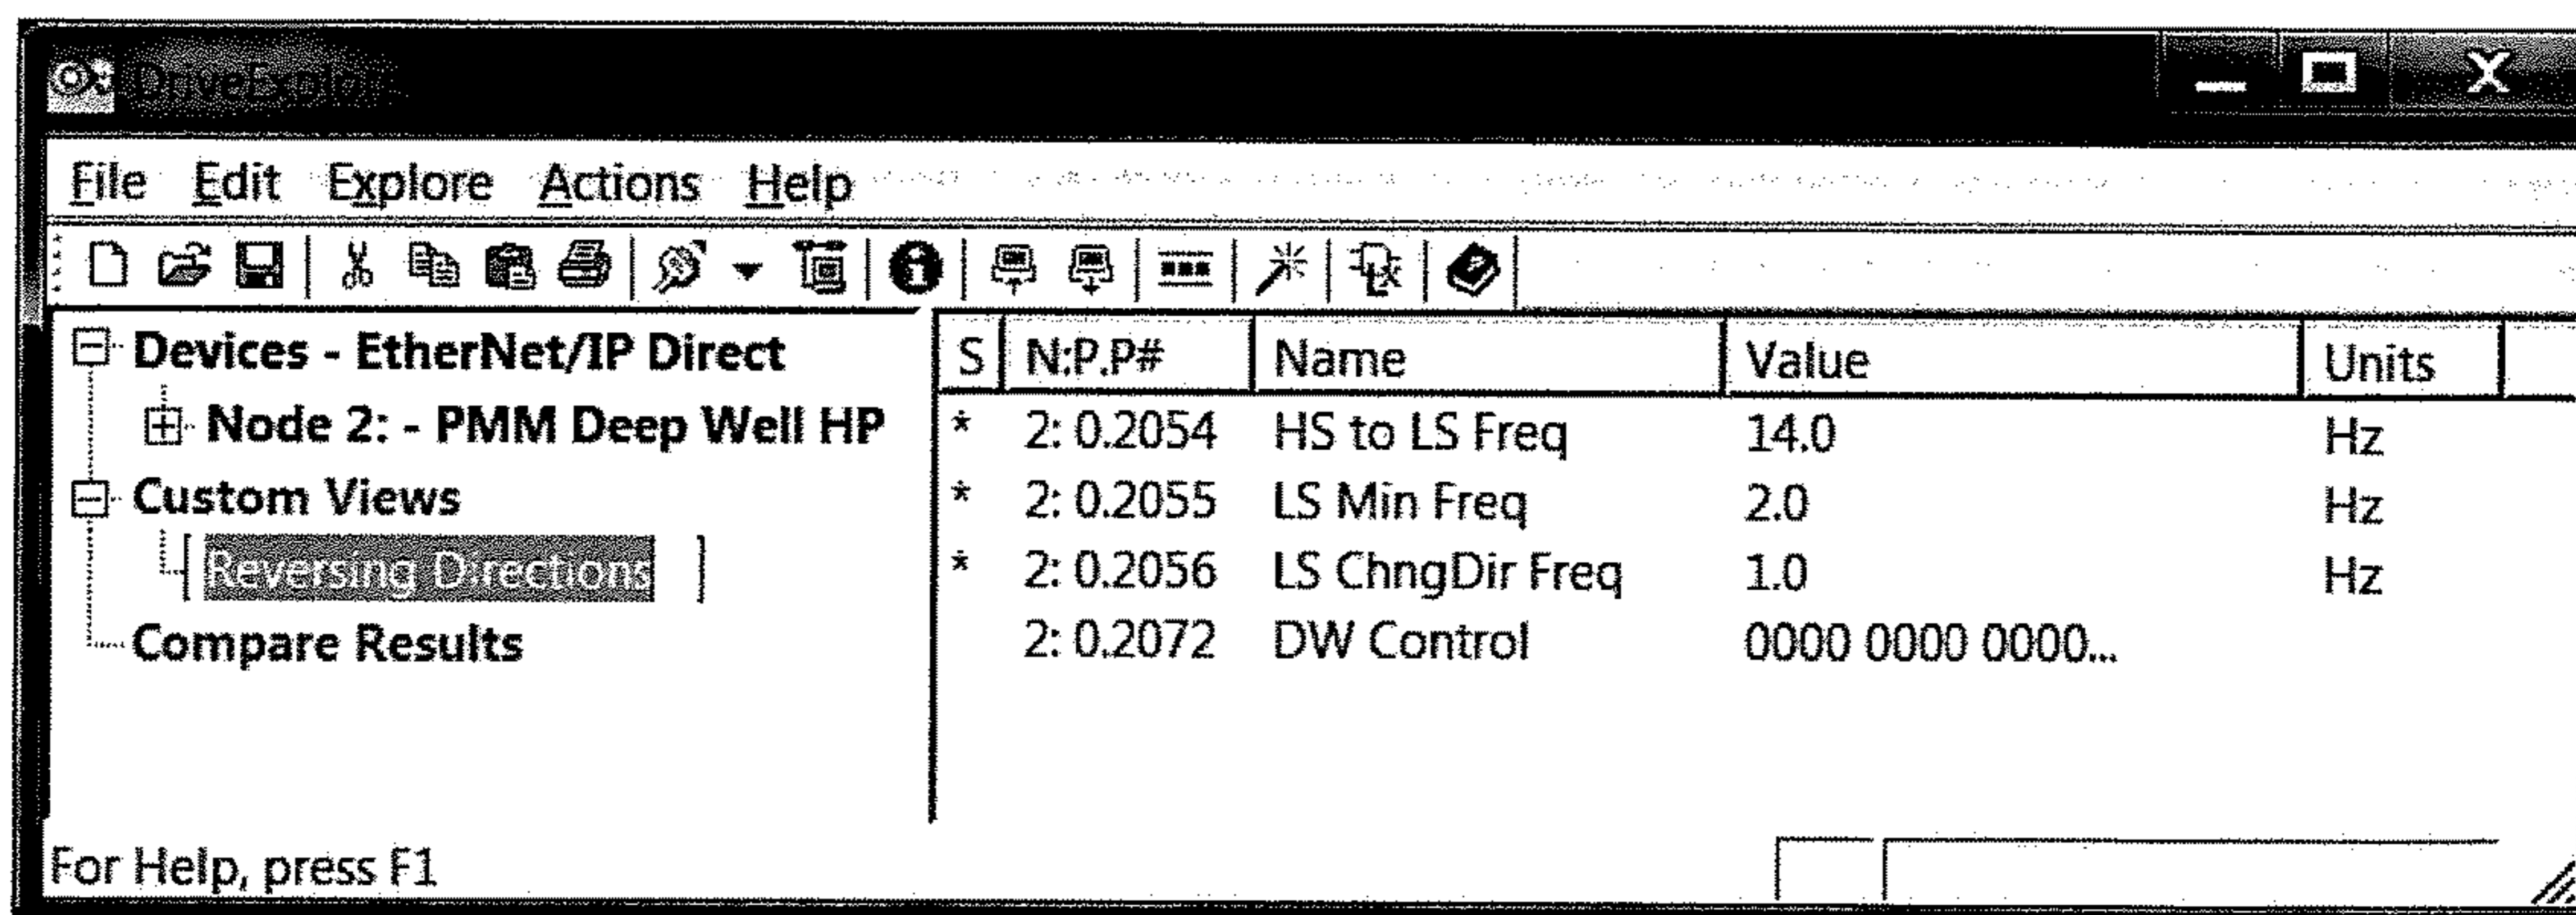 DriveExplorer
File Edit Explore Actions Help
Devices - EtherNet/IP Direct
Node 2: - PMM Deep Well HP
Custom Views
Reversing Directions
Compare Results
S N:P.P# Name Value Units
* 2: 0.2054 HS to LS Freq 14.0 Hz
* 2: 0.2055 LS Min Freq 2.0 Hz
* 2: 0.2056 LS ChngDir Freq 1.0 Hz
2: 0.2072 DW Control 0000 0000 0000...
For Help, press F1